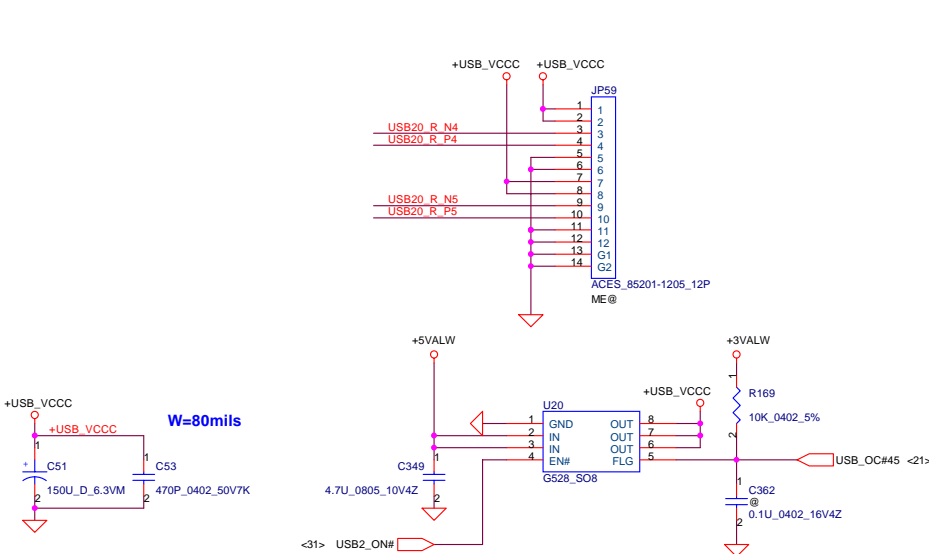 +USB_VCCC +USB_VCCC
JP59
1 1
2 2
USB20_R_N4 3 3
USB20_R_P4 4 4
5 5
6 6
7 7
8 8
USB20_R_N5 9 9
USB20_R_P5 10 10
11 11
12 12
13 G1
14 G2
ACES_85201-1205_12P
ME@
+5VALW
+3VALW
+USB_VCCC
+USB_VCCC
W=80mils
+USB_VCCC
1
+
C51
150U_D_6.3VM
2
1
C53
470P_0402_50V7K
2
1
C349
4.7U_0805_10V4Z
2
U20
1 GND OUT 8
2 IN OUT 7
3 IN OUT 6
4 EN# FLG 5
G528_SO8
1
R169
10K_0402_5%
2
USB_OC#45 <21>
1
C362
@
0.1U_0402_16V4Z
2
<31> USB2_ON#